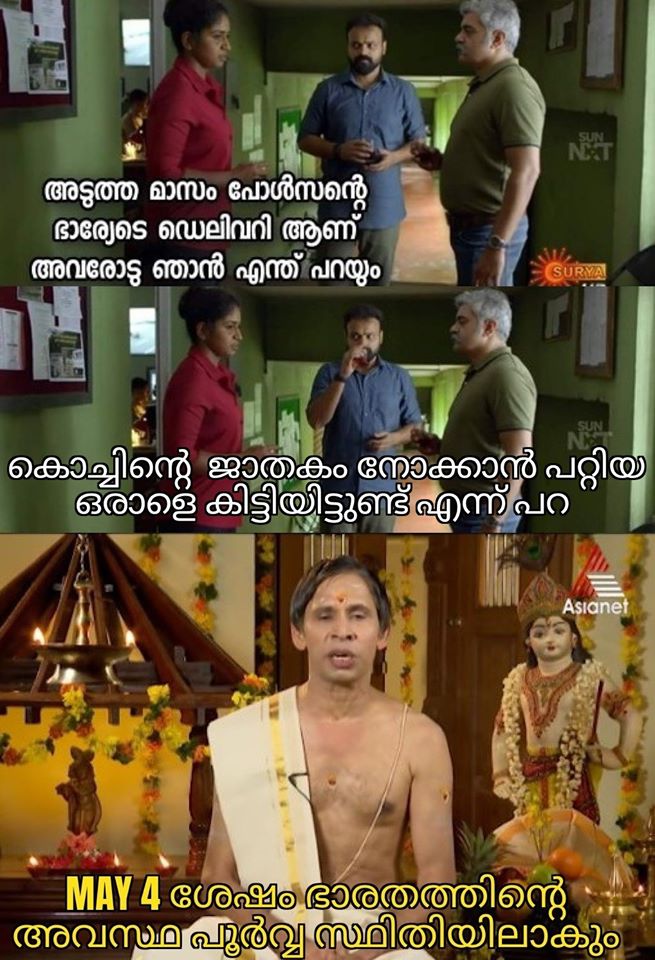 അടുത്ത മാസം പോൾസന്റെ
ഭാര്യേടെ ഡെലിവറി ആണ്
അവരോടു ഞാൻ എന്ത് പറയും
SUN
NXT
SURYA
SUN
കൊച്ചിന്റെ ജാതകം നോക്കാൻ പറ്റിയ
ഒരാളെ കിട്ടിയിട്ടുണ്ട് എന്ന് പറ
Asianet
MAY 4 ശേഷം ഭാരതത്തിന്റെ
അവസ്ഥ പൂർവ്വ സ്ഥിതിയിലാകും